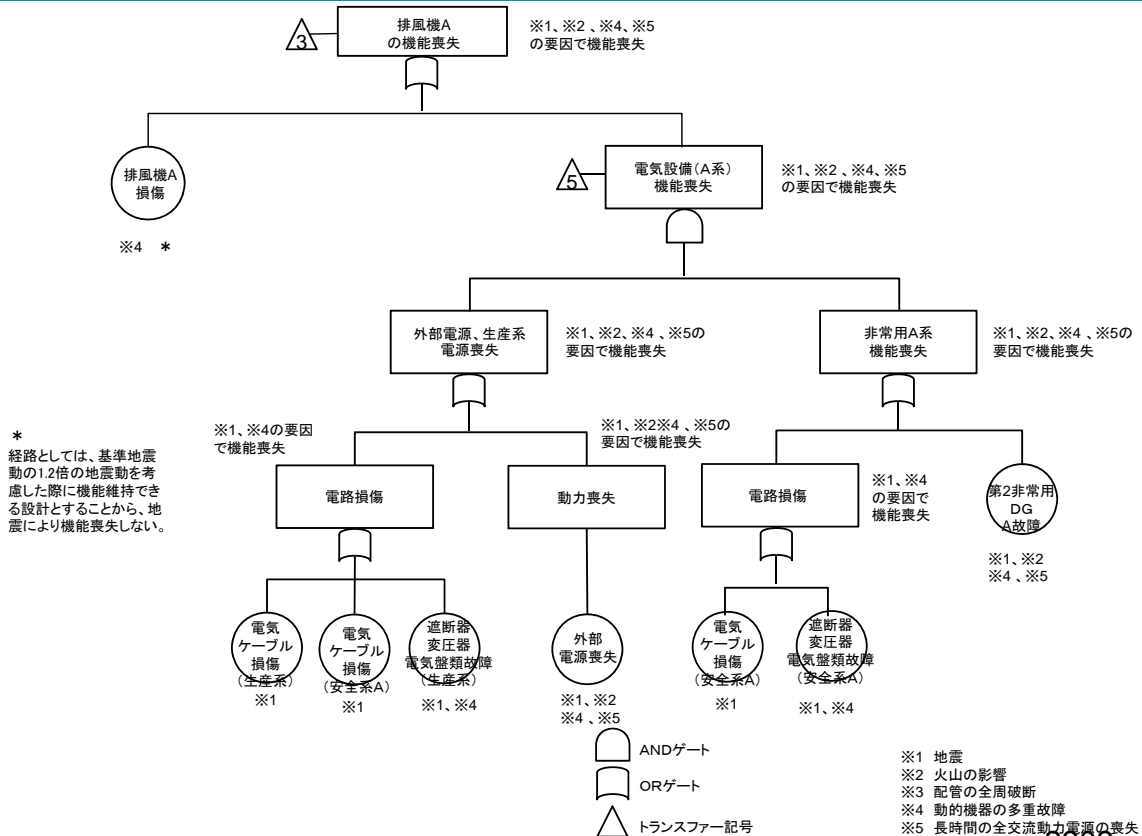 3
排風機A
の機能喪失
※1、※2 、※4、※5
の要因で機能喪失
排風機A
損傷
※4 *
5
電気設備(A系)
機能喪失
※1、※2 、※4、※5
の要因で機能喪失
外部電源、生産系
電源喪失
※1、※2、※4 、※5の
要因で機能喪失
非常用A系
機能喪失
※1、※2、※4 、※5の
要因で機能喪失
*
経路としては、基準地震
動の1.2倍の地震動を考
慮した際に機能維持でき
る設計とすることから、地
震により機能喪失しない。
※1、※4の要因
で機能喪失
電路損傷
※1、※2※4 、※5の
要因で機能喪失
動力喪失
電路損傷
※1、※4
の要因で
機能喪失
第2非常用
DG
A故障
※1、※2
※4 、※5
電気
ケーブル
損傷
(生産系)
※1
電気
ケーブル
損傷
(安全系A)
※1
遮断器
変圧器
電気盤類故障
(生産系)
※1、※4
外部
電源喪失
※1、※2
※4 、※5
電気
ケーブル
損傷
(安全系A)
※1
遮断器
変圧器
電気盤類故障
(安全系A)
※1、※4
ANDゲート
ORゲート
トランスファー記号
※1 地震
※2 火山の影響
※3 配管の全周破断
※4 動的機器の多重故障
※5 長時間の全交流動力電源の喪失